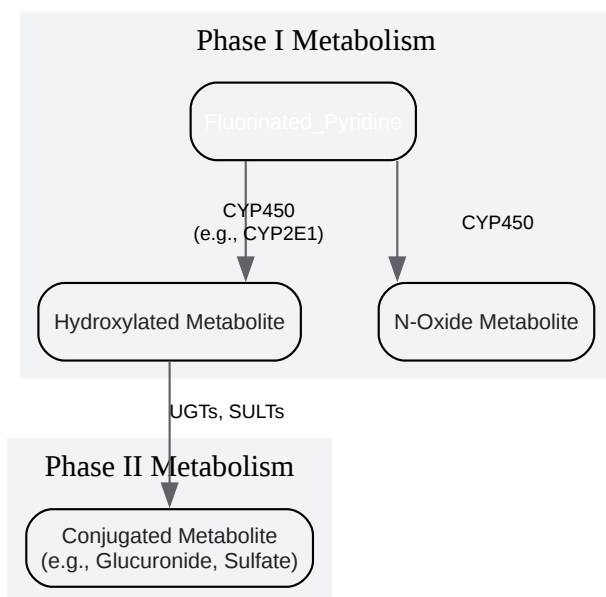 Phase I Metabolism
Fluorinated_Pyridine
CYP450
(e.g., CYP2E1)
CYP450
Hydroxylated Metabolite
N-Oxide Metabolite
UGTs, SULTs
Phase II Metabolism
Conjugated Metabolite
(e.g., Glucuronide, Sulfate)